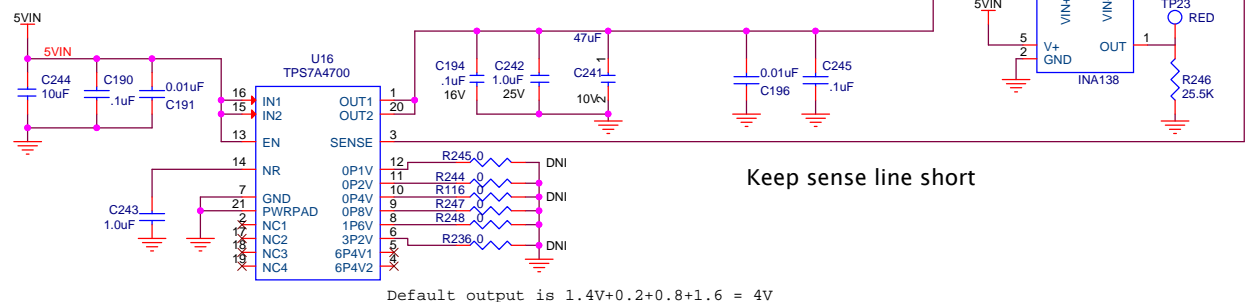 5VIN
5VIN
C244
10uF
C190
.1uF
0.01uF
C191
U16
TPS7A4700
16
IN1
15
IN2
13
EN
14
NR
7
GND
21
PWRPAD
2
NC1
17
NC2
18
NC3
19
NC4
OUT1
1
OUT2
20
SENSE
3
0P1V
12
0P2V
11
0P4V
10
0P8V
9
1P6V
8
3P2V
6
6P4V1
5
6P4V2
4
C243
1.0uF
C194
.1uF
16V
C242
1.0uF
25V
47uF
C241
10V
1
2
0.01uF
C196
C245
.1uF
R245 0
DNI
R244 0
R116 0
DNI
R247 0
R248 0
R236 0
DNI
Keep sense line short
5VIN
VIN+
VIN-
5
V+
2
GND
OUT
1
INA138
TP23
RED
R246
25.5K
Default output is 1.4V+0.2+0.8+1.6 = 4V